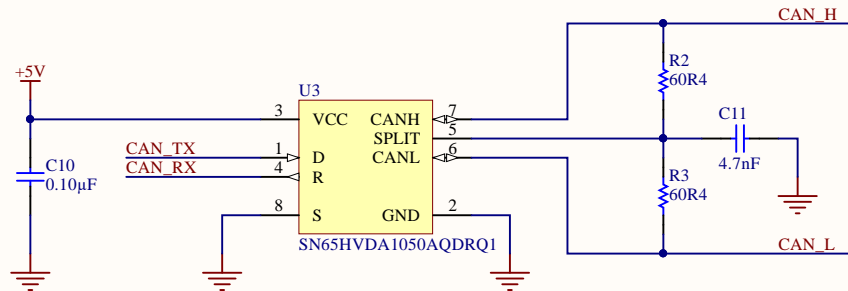 CAN_H
+5V
R2
60R4
U3
C11
3 VCC CANH 7
SPLIT 5
4.7nF
CAN_TX 1 D CANL 6
CAN_RX 4 R
C10
0.10µF
R3
60R4
8 S GND 2
SN65HVDA1050AQDRQ1
CAN_L